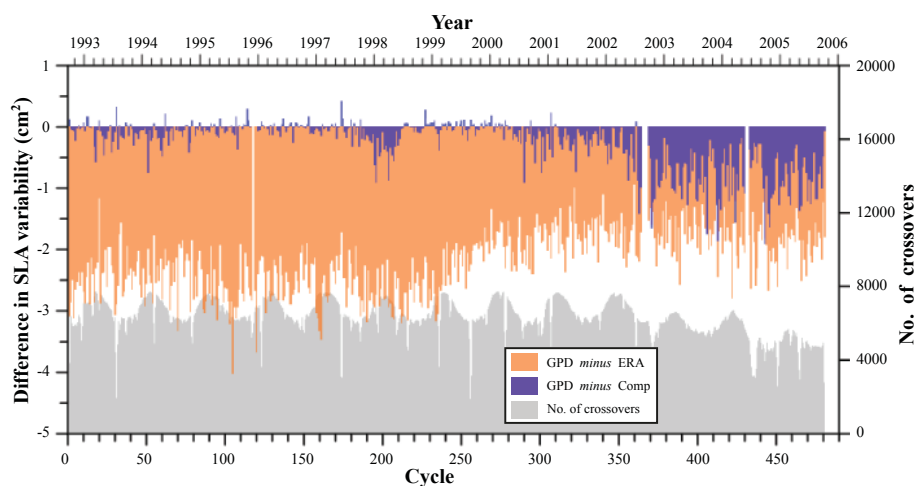 Year
1993 1994 1995 1996 1997 1998 1999 2000 2001 2002 2003 2004 2005 2006
Difference in SLA variability (cm²)
1
0
-1
-2
-3
-4
-5
20000
16000
12000
8000
4000
0
No. of crossovers
GPD minus ERA
GPD minus Comp
No. of crossovers
0 50 100 150 200 250 300 350 400 450
Cycle